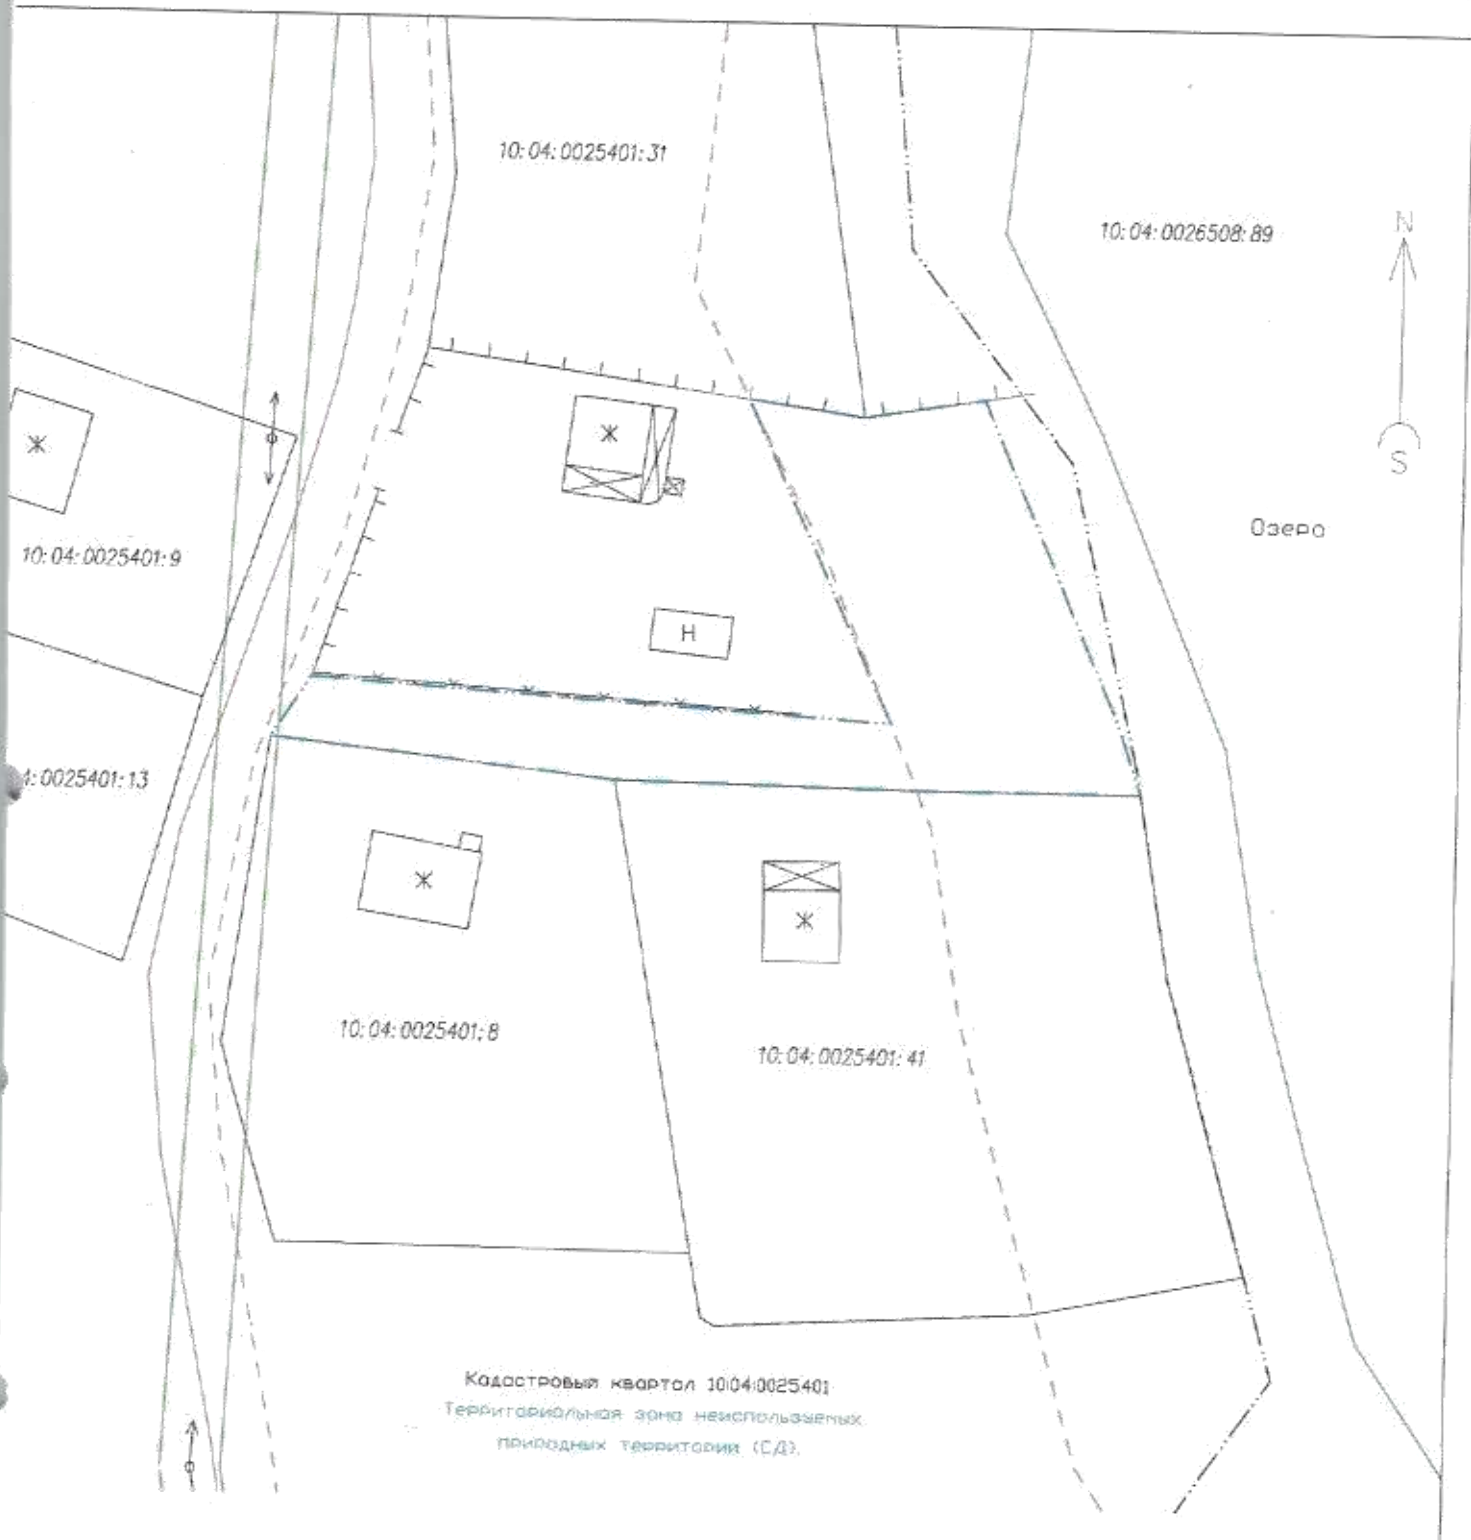 10:04:0025401:31
10:04:0026508:89
N
S
Ж
Озеро
Ж
10:04:0025401:9
Н
:0025401:13
Ж
Ж
10:04:0025401:8
10:04:0025401:41
Кадастровый квартал 10:04:0025401
Территориальная зона неиспользуемых
природных территории (СД).